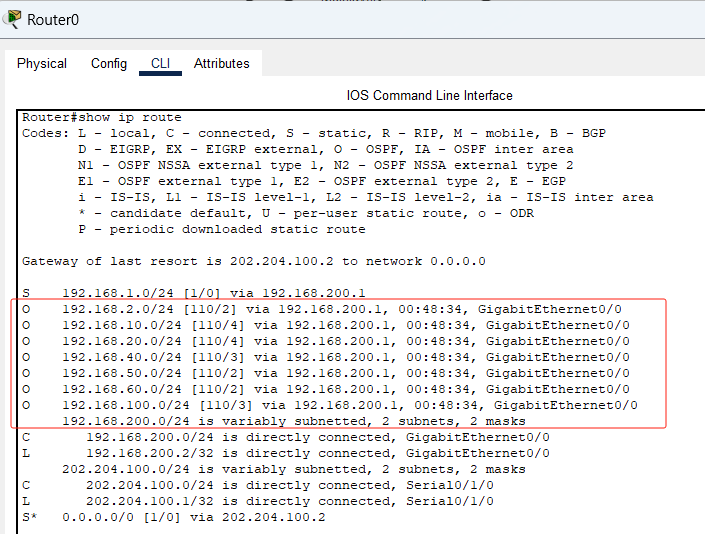 Router0
Physical Config CLI Attributes
IOS Command Line Interface
Router#show ip route
Codes: L - local, C - connected, S - static, R - RIP, M - mobile, B - BGP
D - EIGRP, EX - EIGRP external, O - OSPF, IA - OSPF inter area
N1 - OSPF NSSA external type 1, N2 - OSPF NSSA external type 2
E1 - OSPF external type 1, E2 - OSPF external type 2, E - EGP
i - IS-IS, L1 - IS-IS level-1, L2 - IS-IS level-2, ia - IS-IS inter area
* - candidate default, U - per-user static route, o - ODR
P - periodic downloaded static route
Gateway of last resort is 202.204.100.2 to network 0.0.0.0
S 192.168.1.0/24 [1/0] via 192.168.200.1
O 192.168.2.0/24 [110/2] via 192.168.200.1, 00:48:34, GigabitEthernet0/0
O 192.168.10.0/24 [110/4] via 192.168.200.1, 00:48:34, GigabitEthernet0/0
O 192.168.20.0/24 [110/4] via 192.168.200.1, 00:48:34, GigabitEthernet0/0
O 192.168.40.0/24 [110/3] via 192.168.200.1, 00:48:34, GigabitEthernet0/0
O 192.168.50.0/24 [110/2] via 192.168.200.1, 00:48:34, GigabitEthernet0/0
O 192.168.60.0/24 [110/2] via 192.168.200.1, 00:48:34, GigabitEthernet0/0
O 192.168.100.0/24 [110/3] via 192.168.200.1, 00:48:34, GigabitEthernet0/0
192.168.200.0/24 is variably subnetted, 2 subnets, 2 masks
C 192.168.200.0/24 is directly connected, GigabitEthernet0/0
L 192.168.200.2/32 is directly connected, GigabitEthernet0/0
202.204.100.0/24 is variably subnetted, 2 subnets, 2 masks
C 202.204.100.0/24 is directly connected, Serial0/1/0
L 202.204.100.1/32 is directly connected, Serial0/1/0
S* 0.0.0.0/0 [1/0] via 202.204.100.2